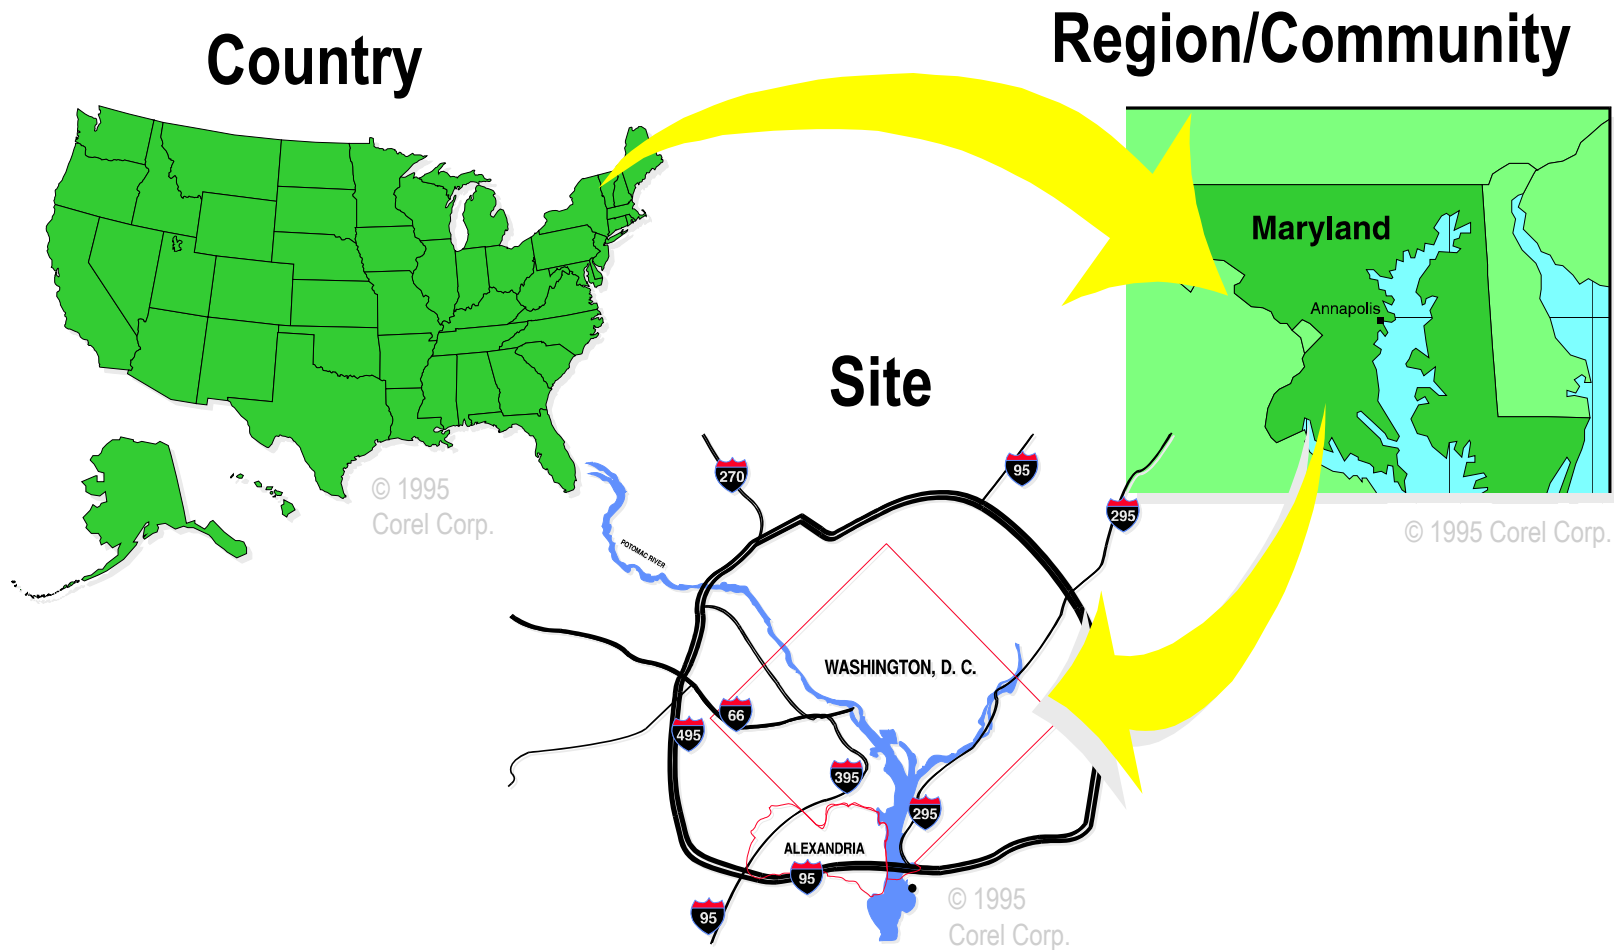 Country
Region/Community
Maryland
Annapolis
Site
© 1995
Corel Corp.
© 1995 Corel Corp.
270
95
295
POTOMAC RIVER
WASHINGTON, D. C.
66
495
395
295
ALEXANDRIA
95
95
© 1995
Corel Corp.